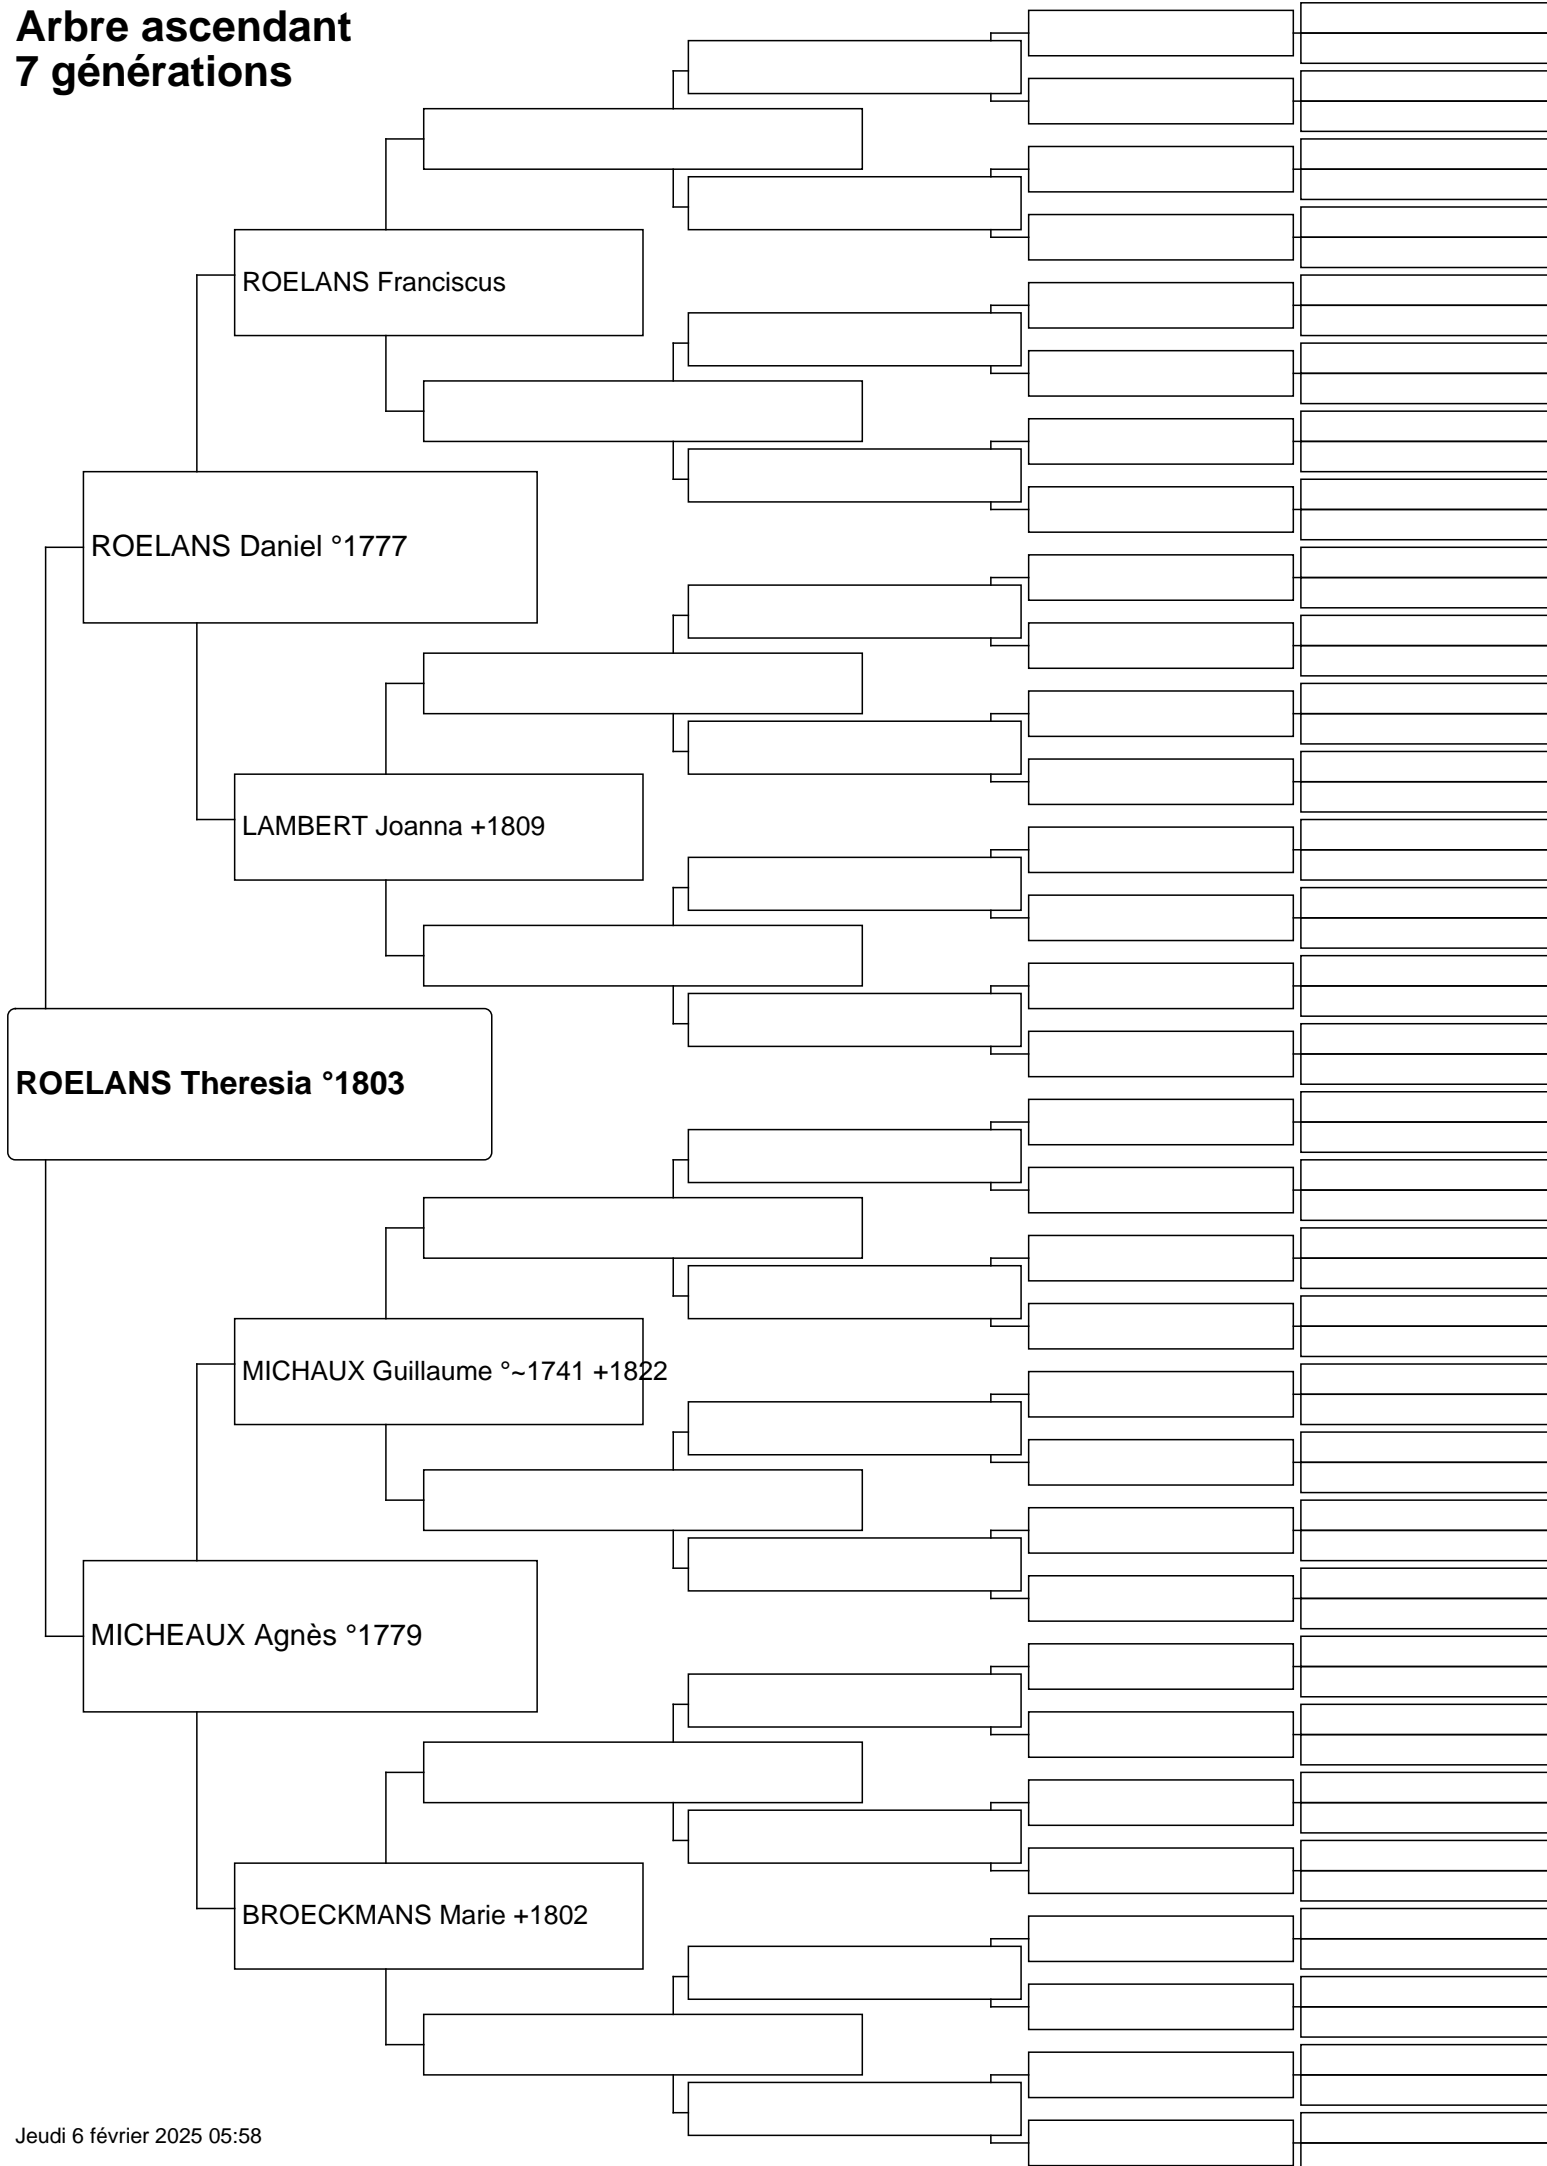 Arbre ascendant
7 générations
ROELANS Franciscus
ROELANS Daniel °1777
LAMBERT Joanna +1809
ROELANS Theresia °1803
MICHAUX Guillaume °~1741 +1822
MICHEAUX Agnès °1779
BROECKMANS Marie +1802
Jeudi 6 février 2025 05:58